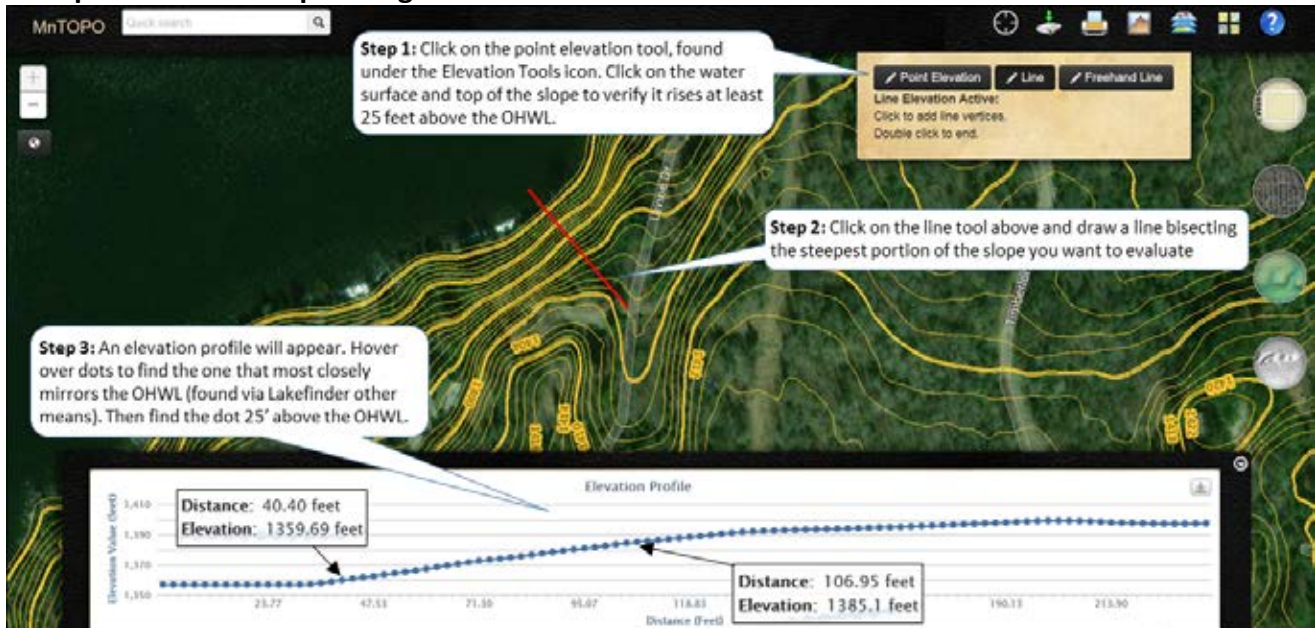 MnTOPO
Quick search
Step 1: Click on the point elevation tool, found
under the Elevation Tools icon. Click on the water
surface and top of the slope to verify it rises at least
25 feet above the OHWL.
Point Elevation
Line
Freehand Line
Line Elevation Active:
Click to add line vertices.
Double click to end.
Step 2: Click on the line tool above and draw a line bisecting
the steepest portion of the slope you want to evaluate
Step 3: An elevation profile will appear. Hover
over dots to find the one that most closely
mirrors the OHWL (found via Lakefinder other
means). Then find the dot 25' above the OHWL.
Elevation Profile
Elevation Value (feet)
1,410
1,390
1,370
1,350
Distance: 40.40 feet
Elevation: 1359.69 feet
Distance: 106.95 feet
Elevation: 1385.1 feet
23.77
47.53
71.30
95.07
118.83
190.13
213.90
Distance (Feet)